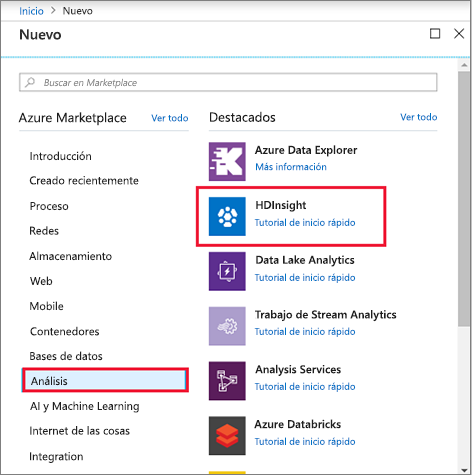 Inicio > Nuevo
Nuevo
Buscar en Marketplace
Azure Marketplace
Ver todo
Introducción
Creado recientemente
Proceso
Redes
Almacenamiento
Web
Mobile
Contenedores
Bases de datos
Análisis
AI y Machine Learning
Internet de las cosas
Integration
Destacados
Ver todo
Azure Data Explorer
Más información
HDInsight
Tutorial de inicio rápido
Data Lake Analytics
Tutorial de inicio rápido
Trabajo de Stream Analytics
Tutorial de inicio rápido
Analysis Services
Tutorial de inicio rápido
Azure Databricks
Tutorial de inicio rápido